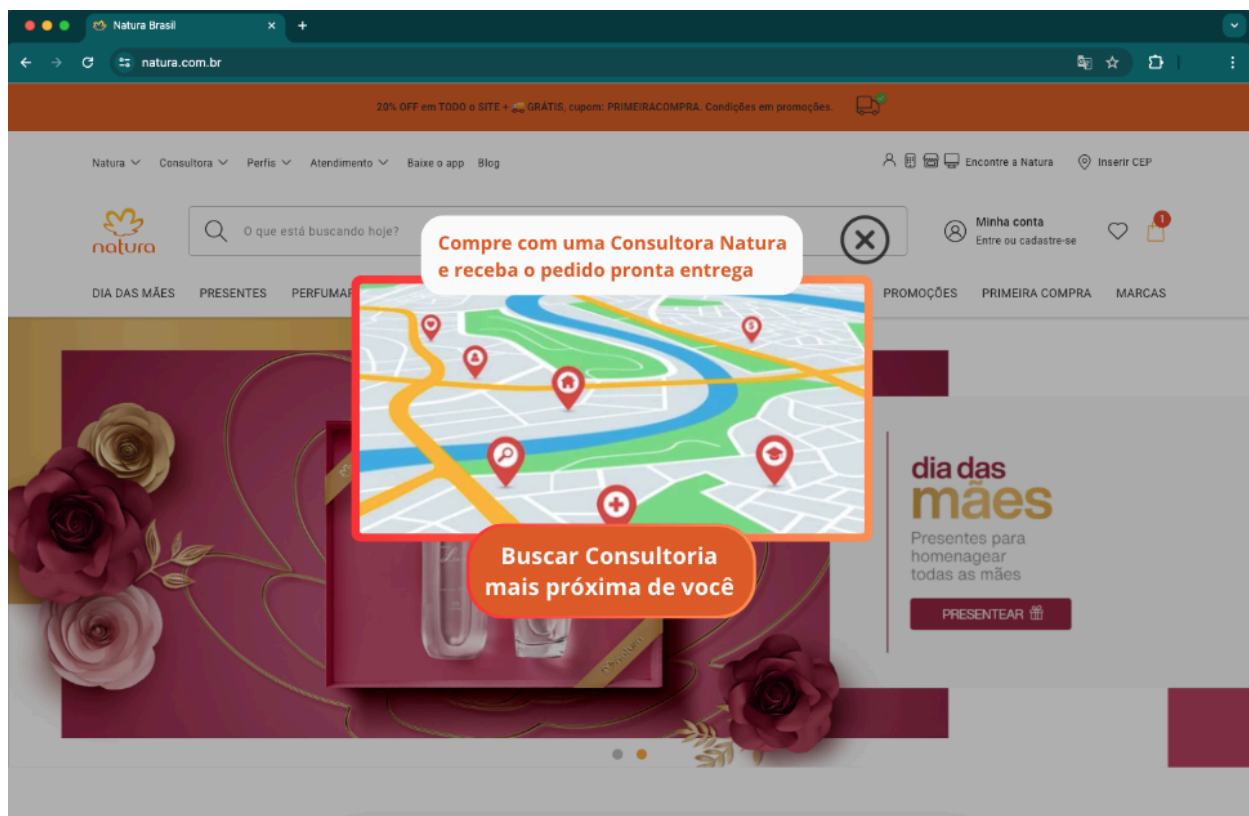 Natura Brasil
natura.com.br
20% OFF em TODO o SITE + 🚚 GRÁTIS, cupom: PRIMEIRACOMPRA. Condições em promoções.
Natura Consultora Perfis Atendimento Baixe o app Blog
Encontre a Natura Inserir CEP
natura
O que está buscando hoje?
Minha conta
Entre ou cadastre-se
1
Compre com uma Consultora Natura
e receba o pedido pronta entrega
DIA DAS MÃES PRESENTES PERFUMAR
PROMOÇÕES PRIMEIRA COMPRA MARCAS
Buscar Consultoria
mais próxima de você
dia das
mães
Presentes para
homenagear
todas as mães
PRESENTEAR